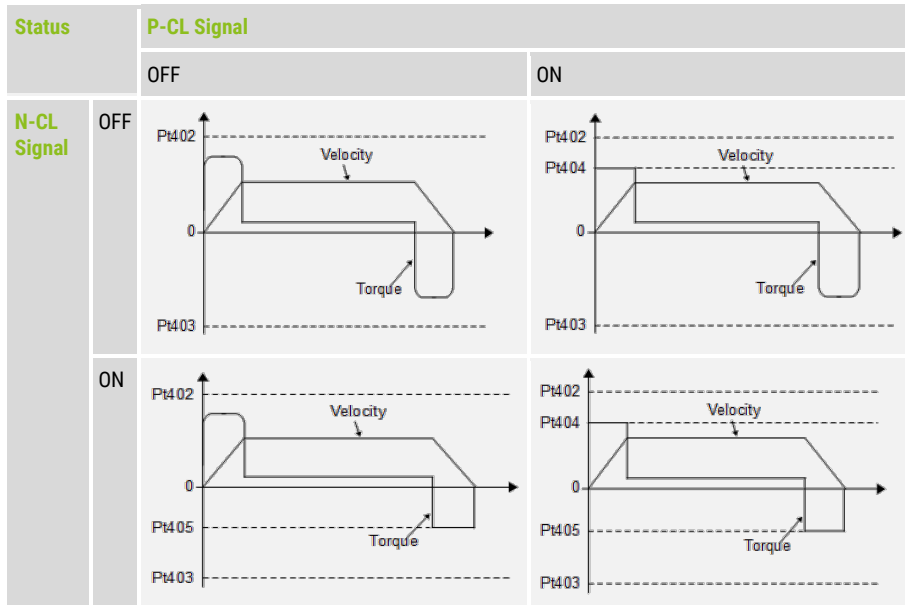 Status
P-CL Signal
OFF
ON
N-CL
Signal
OFF
Pt402
Velocity
0
Torque
Pt403
Pt402
Pt404
Velocity
0
Torque
Pt403
ON
Pt402
Velocity
0
Pt405
Torque
Pt403
Pt402
Pt404
Velocity
0
Pt405
Torque
Pt403